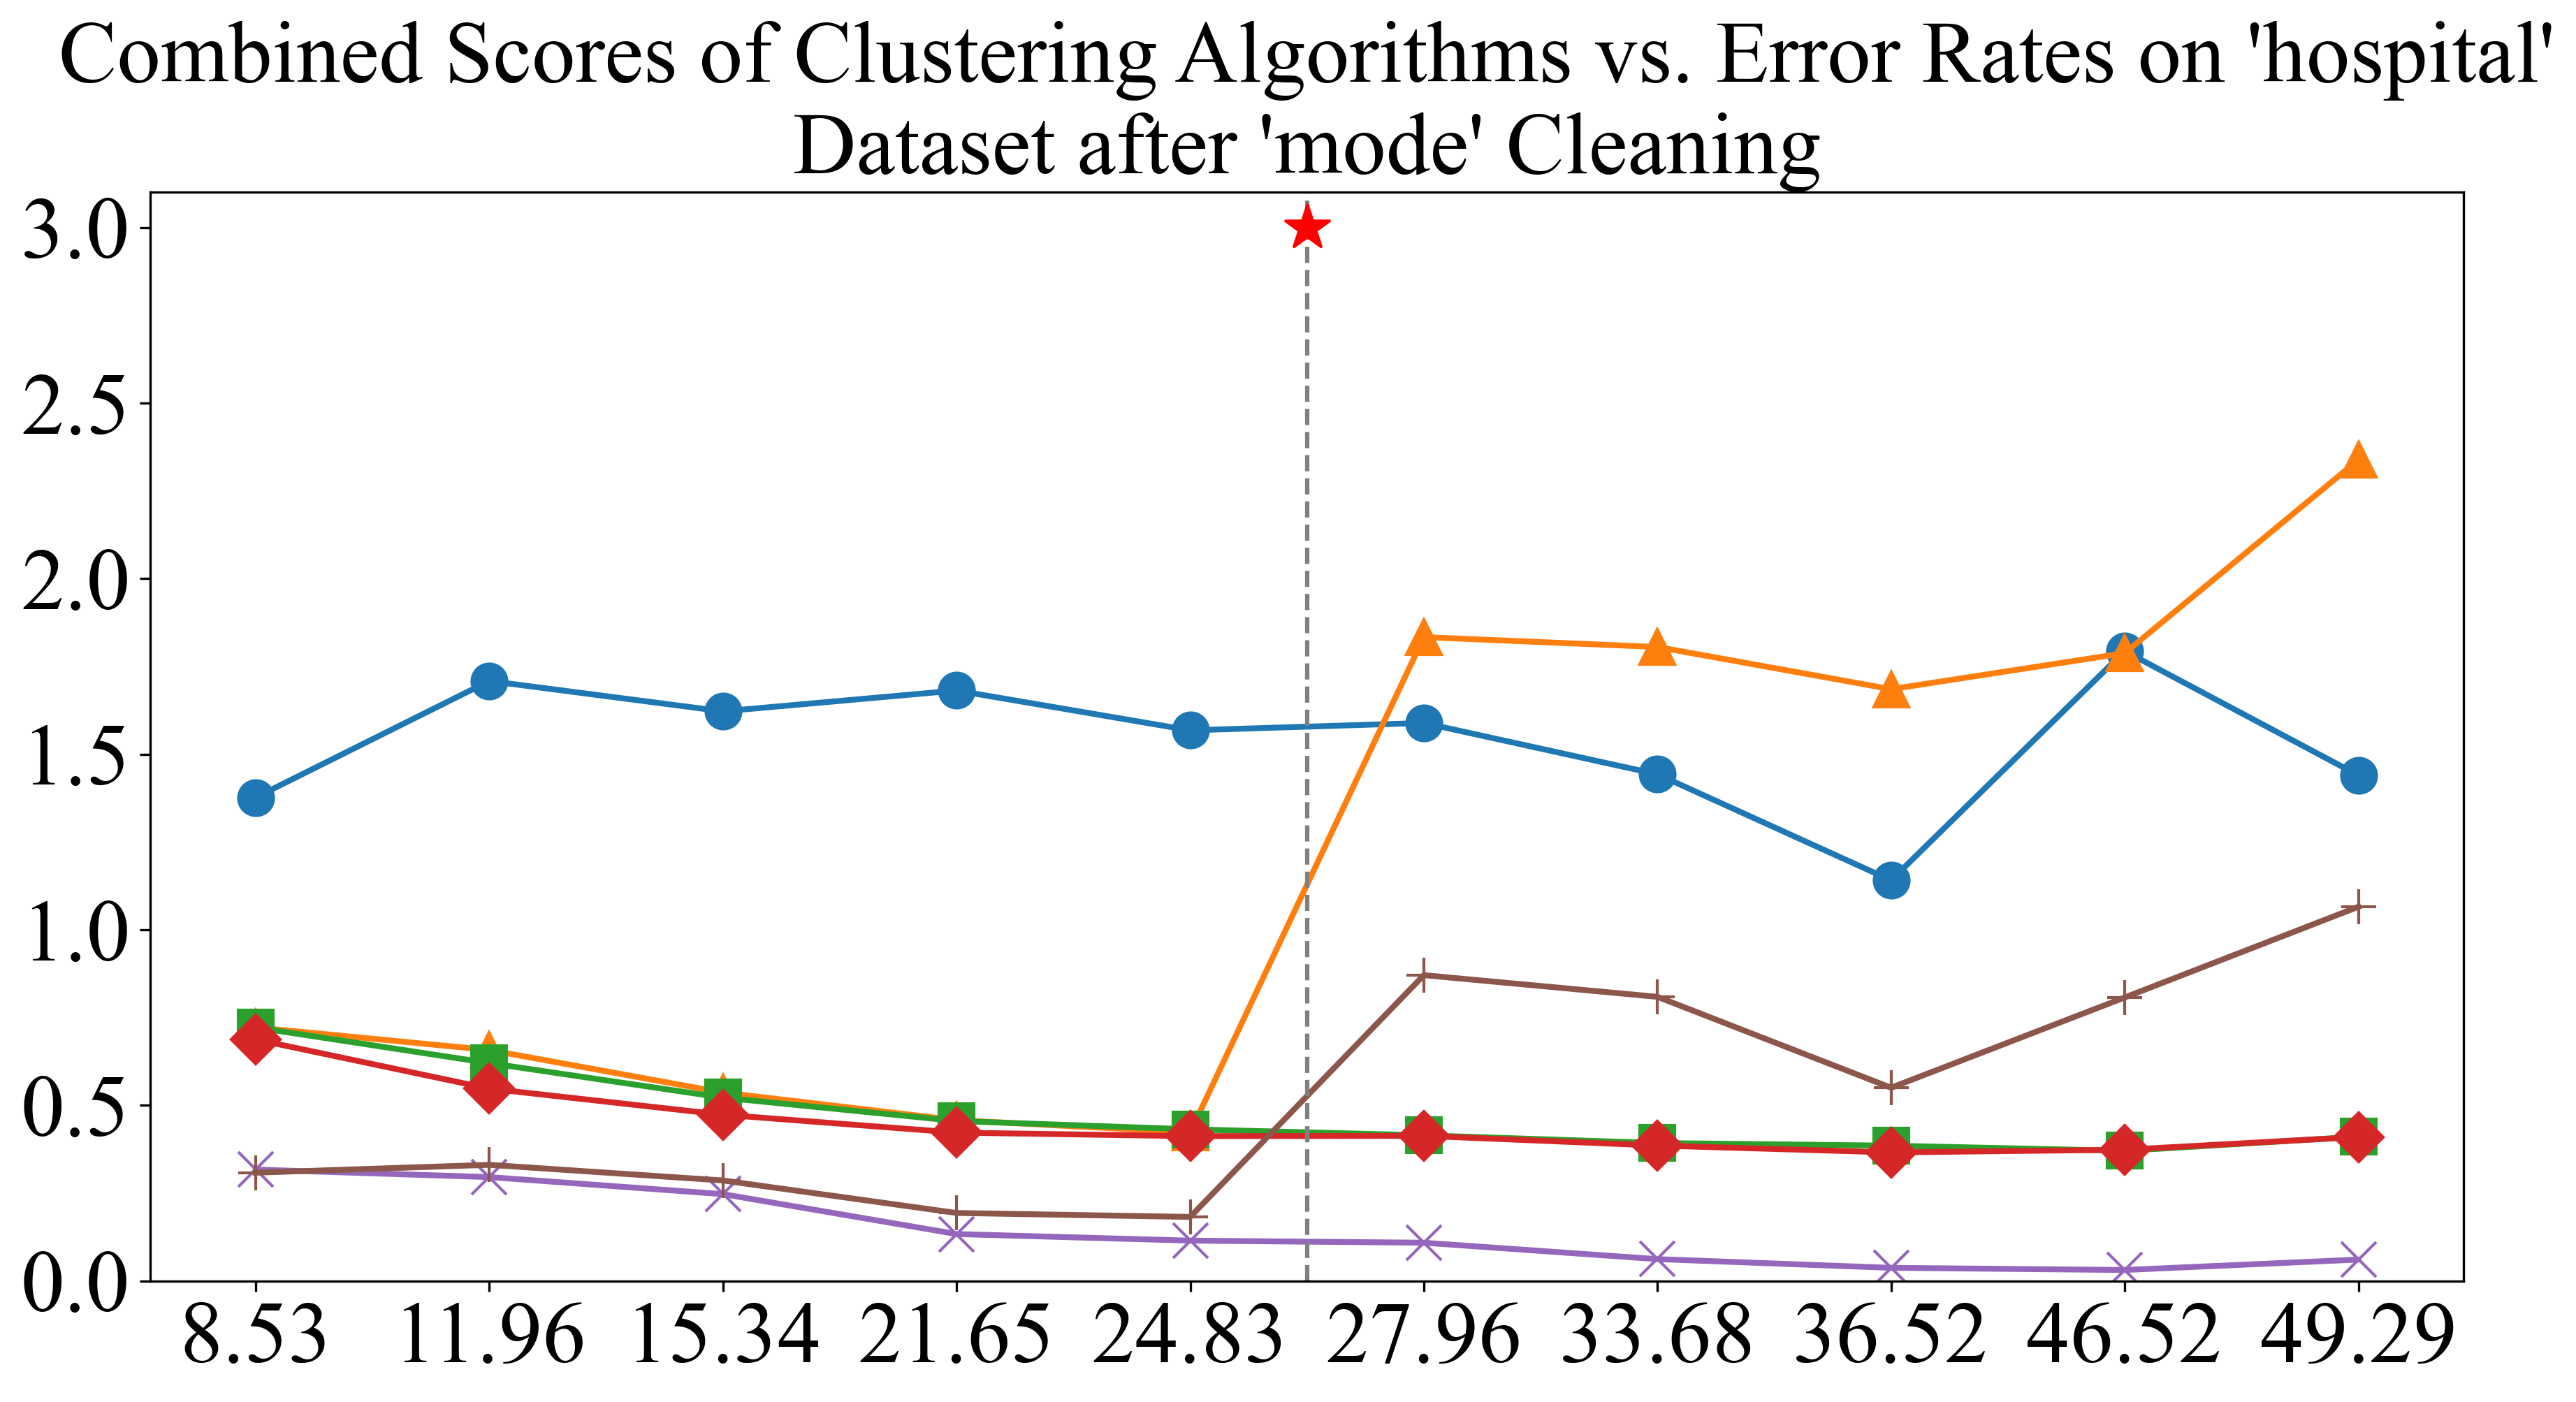 Combined Scores of Clustering Algorithms vs. Error Rates on 'hospital'
Dataset after 'mode' Cleaning
3.0
2.5
2.0
1.5
1.0
0.5
0.0
8.53 11.96 15.34 21.65 24.83 27.96 33.68 36.52 46.52 49.29